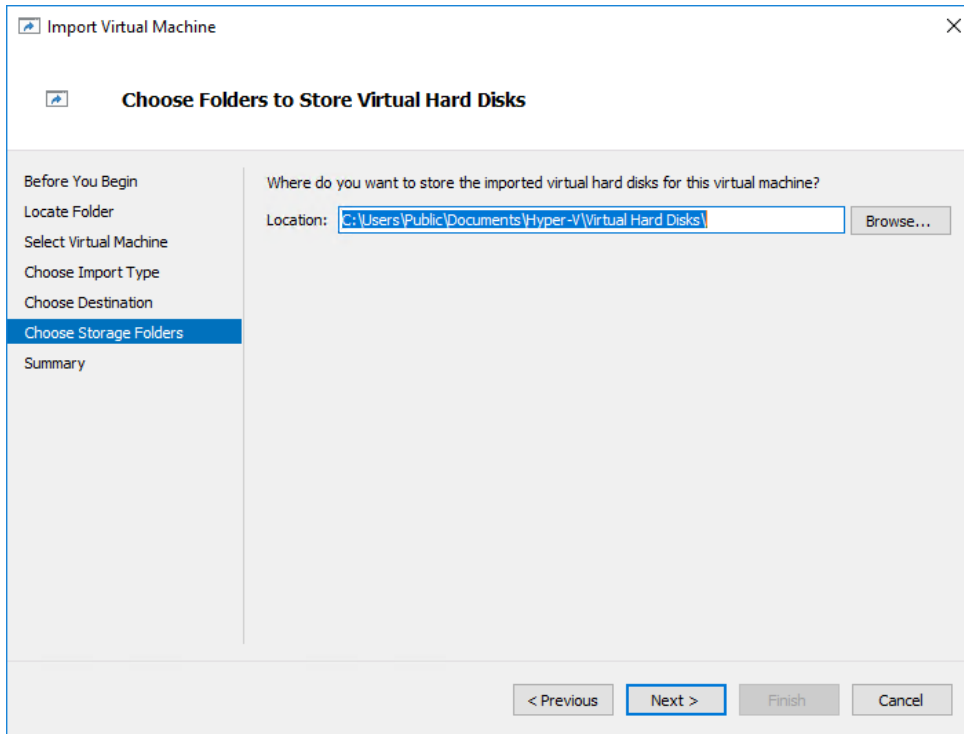 Import Virtual Machine
Choose Folders to Store Virtual Hard Disks
Before You Begin
Locate Folder
Select Virtual Machine
Choose Import Type
Choose Destination
Choose Storage Folders
Summary
Where do you want to store the imported virtual hard disks for this virtual machine?
Location: C:\Users\Public\Documents\Hyper-V\Virtual Hard Disks\ Browse...
< Previous Next > Finish Cancel